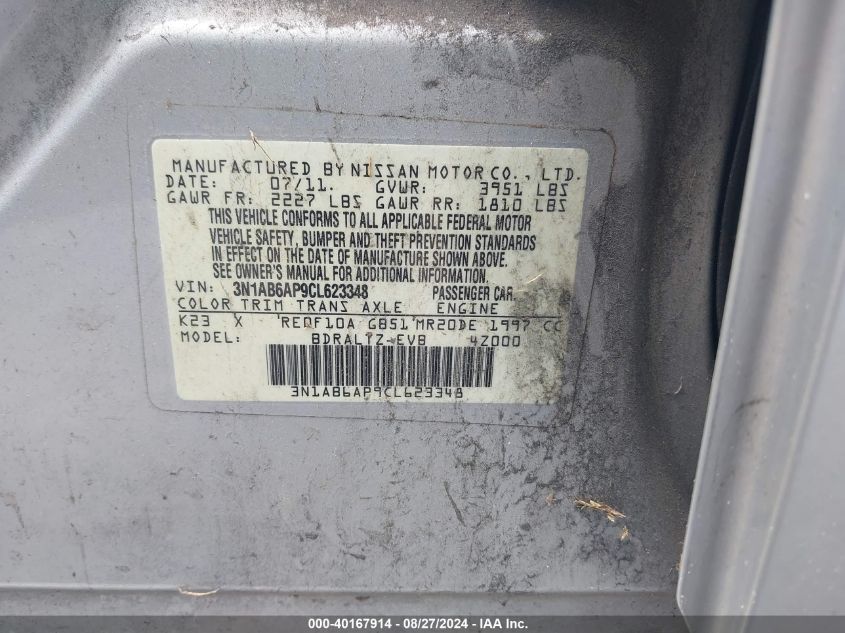 MANUFACTURED BY NISSAN MOTOR CO., LTD.
DATE: 07/11. GVWR: 3951 LBS
GAWR FR: 2227 LBS GAWR RR: 1810 LBS
THIS VEHICLE CONFORMS TO ALL APPLICABLE FEDERAL MOTOR
VEHICLE SAFETY, BUMPER AND THEFT PREVENTION STANDARDS
IN EFFECT ON THE DATE OF MANUFACTURE SHOWN ABOVE.
SEE OWNER'S MANUAL FOR ADDITIONAL INFORMATION.
VIN: 3N1AB6AP9CL623348 PASSENGER CAR.
COLOR TRIM TRANS AXLE ENGINE
K23 X RE0F10A GB51 MR20DE 1997 CC
MODEL: BDRALTZ-EVB 4Z000
3N1AB6AP9CL623348
000-40167914 - 08/27/2024 - IAA Inc.